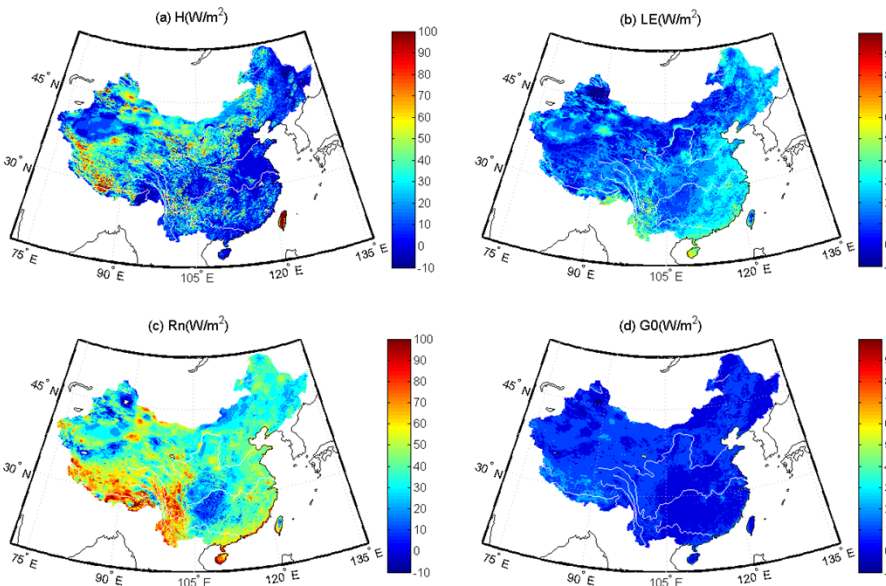 (a) H(W/m²)
45° N
30° N
75° E
90° E
105° E
120° E
135° E
100
90
80
70
60
50
40
30
20
10
0
-10
(b) LE(W/m²)
45° N
30° N
75° E
90° E
105° E
120° E
135° E
(c) Rn(W/m²)
45° N
30° N
75° E
90° E
105° E
120° E
135° E
100
90
80
70
60
50
40
30
20
10
0
-10
(d) G0(W/m²)
45° N
30° N
75° E
90° E
105° E
120° E
135° E